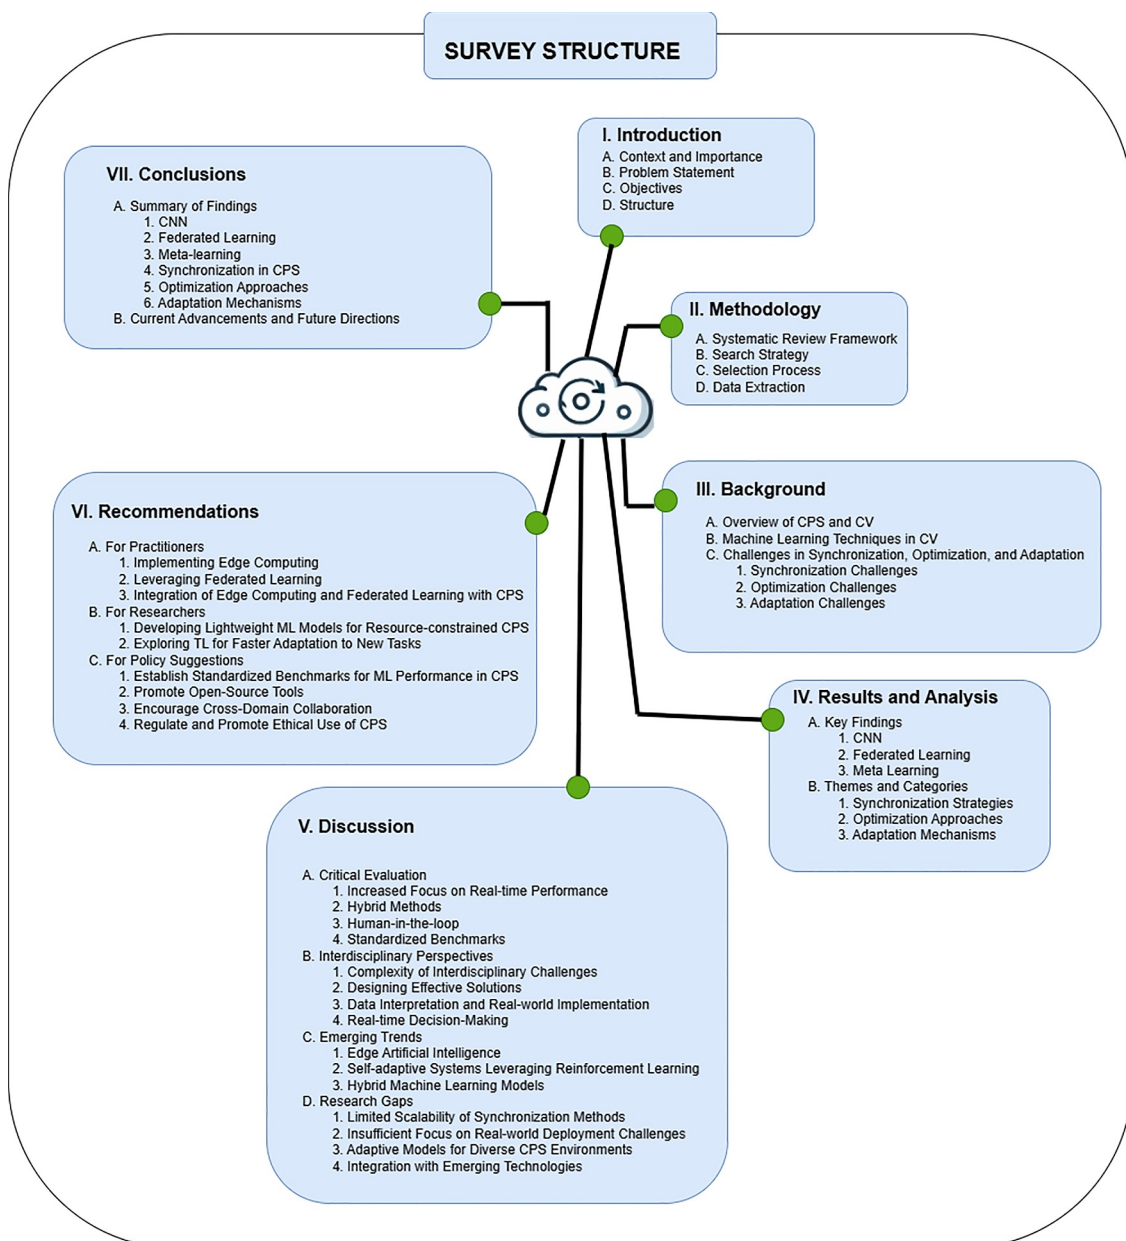 SURVEY STRUCTURE
I. Introduction
A. Context and Importance
B. Problem Statement
C. Objectives
D. Structure
II. Methodology
A. Systematic Review Framework
B. Search Strategy
C. Selection Process
D. Data Extraction
III. Background
A. Overview of CPS and CV
B. Machine Learning Techniques in CV
C. Challenges in Synchronization, Optimization, and Adaptation
1. Synchronization Challenges
2. Optimization Challenges
3. Adaptation Challenges
IV. Results and Analysis
A. Key Findings
1. CNN
2. Federated Learning
3. Meta Learning
B. Themes and Categories
1. Synchronization Strategies
2. Optimization Approaches
3. Adaptation Mechanisms
V. Discussion
A. Critical Evaluation
1. Increased Focus on Real-time Performance
2. Hybrid Methods
3. Human-in-the-loop
4. Standardized Benchmarks
B. Interdisciplinary Perspectives
1. Complexity of Interdisciplinary Challenges
2. Designing Effective Solutions
3. Data Interpretation and Real-world Implementation
4. Real-time Decision-Making
C. Emerging Trends
1. Edge Artificial Intelligence
2. Self-adaptive Systems Leveraging Reinforcement Learning
3. Hybrid Machine Learning Models
D. Research Gaps
1. Limited Scalability of Synchronization Methods
2. Insufficient Focus on Real-world Deployment Challenges
3. Adaptive Models for Diverse CPS Environments
4. Integration with Emerging Technologies
VI. Recommendations
A. For Practitioners
1. Implementing Edge Computing
2. Leveraging Federated Learning
3. Integration of Edge Computing and Federated Learning with CPS
B. For Researchers
1. Developing Lightweight ML Models for Resource-constrained CPS
2. Exploring TL for Faster Adaptation to New Tasks
C. For Policy Suggestions
1. Establish Standardized Benchmarks for ML Performance in CPS
2. Promote Open-Source Tools
3. Encourage Cross-Domain Collaboration
4. Regulate and Promote Ethical Use of CPS
VII. Conclusions
A. Summary of Findings
1. CNN
2. Federated Learning
3. Meta-learning
4. Synchronization in CPS
5. Optimization Approaches
6. Adaptation Mechanisms
B. Current Advancements and Future Directions